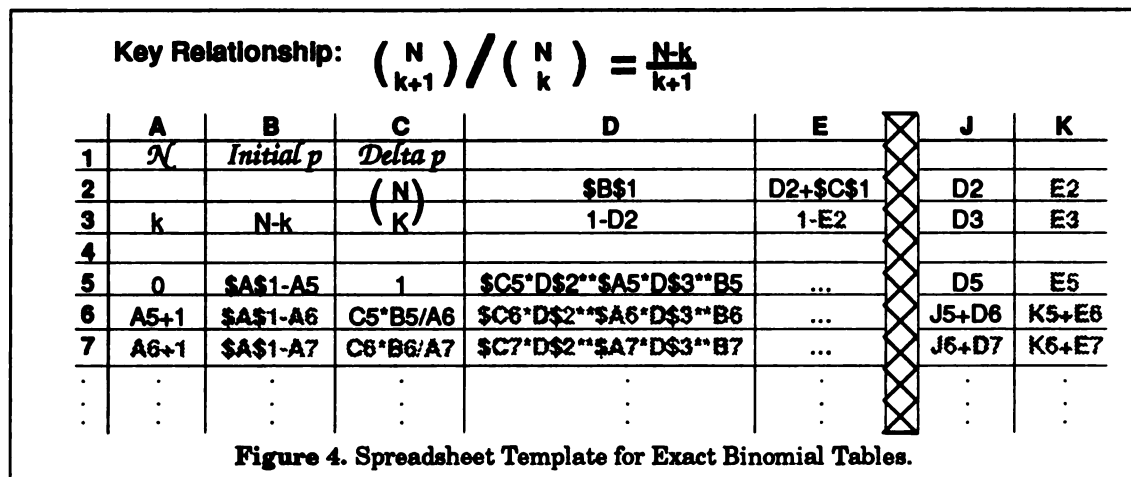 Key Relationship: ( N k+1 ) / ( N k ) = N-k k+1
A B C D E J K
1 N Initial p Delta p
2 ( N $B$1 D2+$C$1 D2 E2
3 k N-k K ) 1-D2 1-E2 D3 E3
4
5 0 $A$1-A5 1 $C5*D$2**$A5*D$3**B5 ... D5 E5
6 A5+1 $A$1-A6 C5*B5/A6 $C6*D$2**$A6*D$3**B6 ... J5+D6 K5+E6
7 A6+1 $A$1-A7 C6*B6/A7 $C7*D$2**$A7*D$3**B7 ... J6+D7 K6+E7
Figure 4. Spreadsheet Template for Exact Binomial Tables.